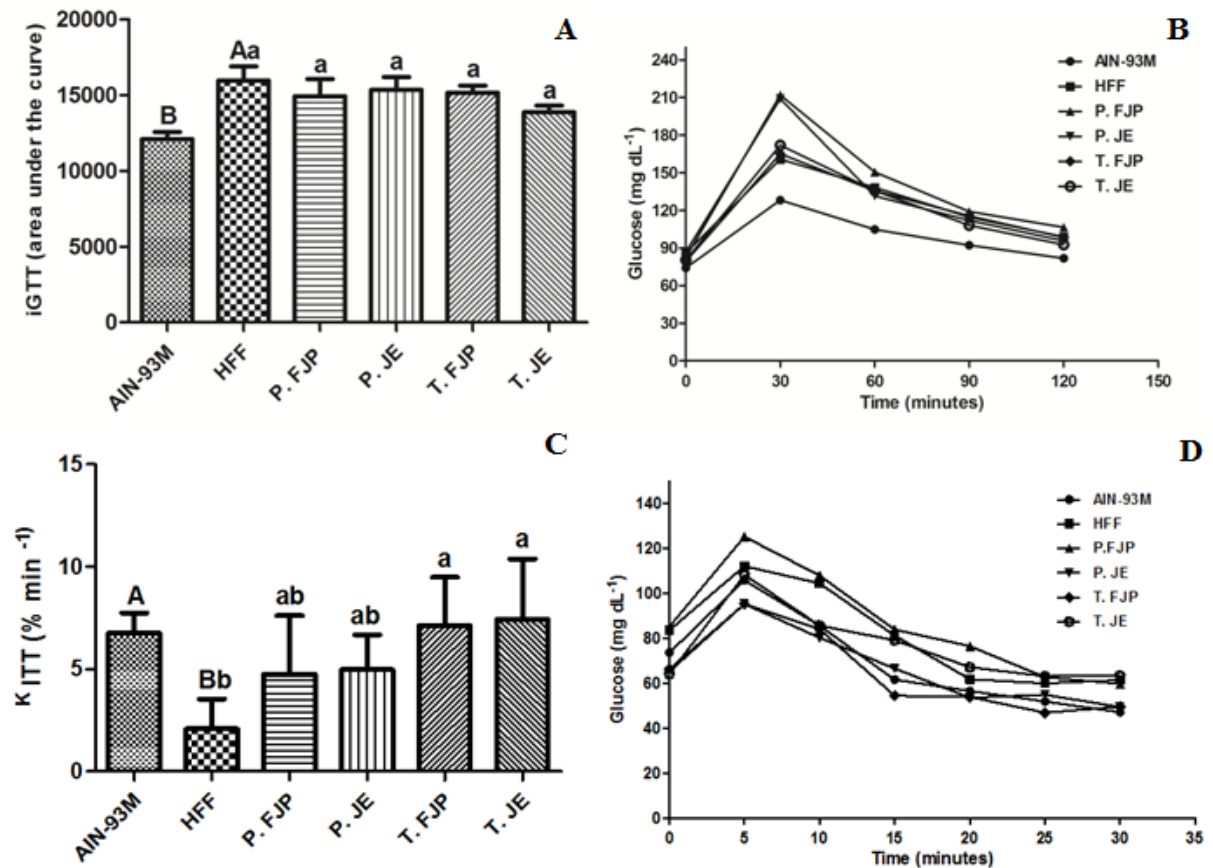 A
iGTT (area under the curve)
20000
15000
10000
5000
0
B
Aa
a
a
a
a
AIN-93M
HFF
P. FJP
P. JE
T. FJP
T. JE
B
Glucose (mg dL-1)
240
210
180
150
120
90
60
30
0
0 30 60 90 120 150
Time (minutes)
AIN-93M
HFF
P. FJP
P. JE
T. FJP
T. JE
C
K ITT (% min -1)
15
10
5
0
A
Bb
ab
ab
a
a
AIN-93M
HFF
P. FJP
P. JE
T. FJP
T. JE
D
Glucose (mg dL-1)
140
120
100
80
60
40
20
0
0 5 10 15 20 25 30 35
Time (minutes)
AIN-93M
HFF
P.FJP
P. JE
T. FJP
T. JE